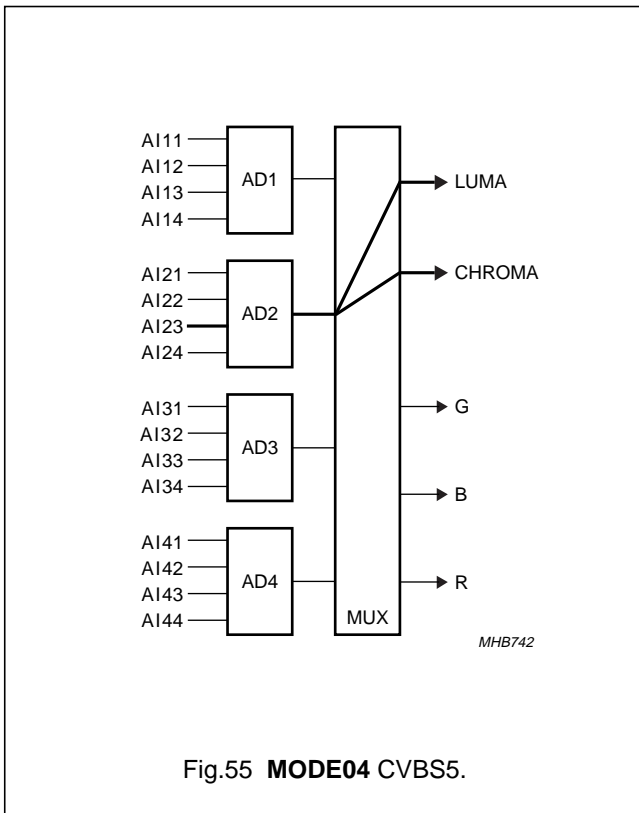 AI11
AI12
AI13
AI14
AD1
LUMA
AI21
AI22
AI23
AI24
AD2
CHROMA
AI31
AI32
AI33
AI34
AD3
G
B
AI41
AI42
AI43
AI44
AD4
R
MUX
MHB742
Fig.55 MODE04 CVBS5.